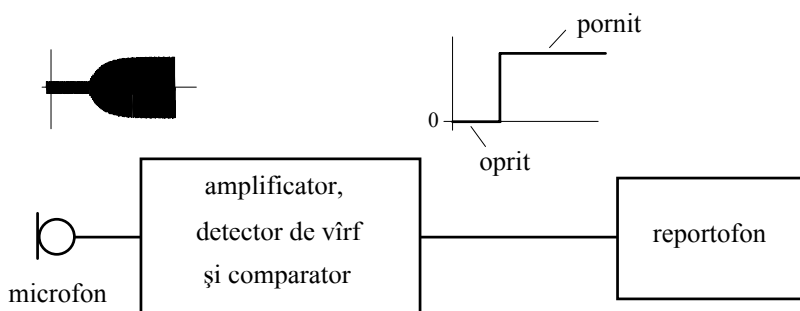 pornit
0
oprit
amplificator,
detector de vîrf
şi comparator
reportofon
microfon